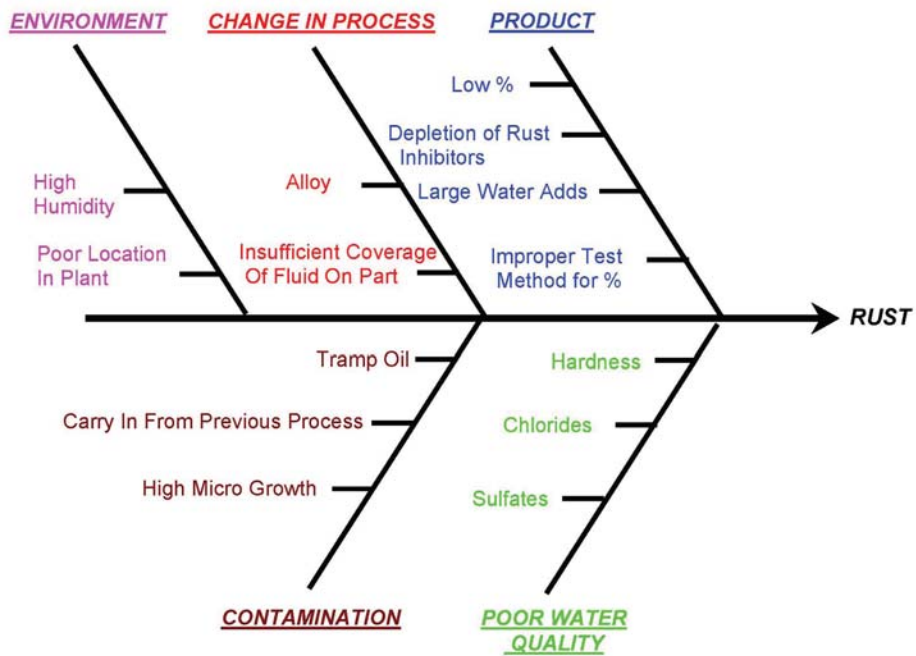 ENVIRONMENT
CHANGE IN PROCESS
PRODUCT
Low %
Depletion of Rust
Inhibitors
High
Humidity
Alloy
Large Water Adds
Poor Location
In Plant
Insufficient Coverage
Of Fluid On Part
Improper Test
Method for %
RUST
Tramp Oil
Hardness
Carry In From Previous Process
Chlorides
High Micro Growth
Sulfates
CONTAMINATION
POOR WATER
QUALITY